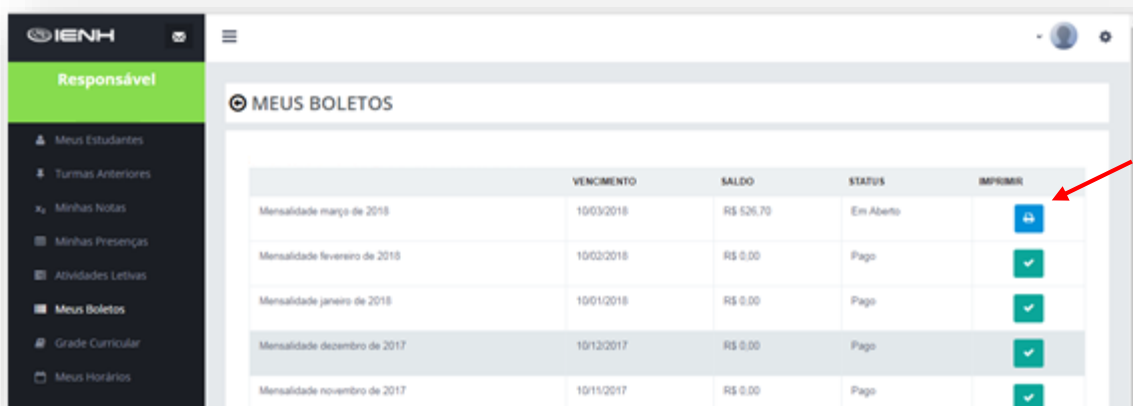 IENH
Responsável
MEUS BOLETOS
Meus Estudantes
Turmas Anteriores
x₂ Minhas Notas
Minhas Presenças
Atividades Letivas
Meus Boletos
Grade Curricular
Meus Horários
VENCIMENTO SALDO STATUS IMPRIMIR
Mensalidade março de 2018 10/03/2018 R$ 526,70 Em Aberto
Mensalidade fevereiro de 2018 10/02/2018 R$ 0,00 Pago
Mensalidade janeiro de 2018 10/01/2018 R$ 0,00 Pago
Mensalidade dezembro de 2017 10/12/2017 R$ 0,00 Pago
Mensalidade novembro de 2017 10/11/2017 R$ 0,00 Pago